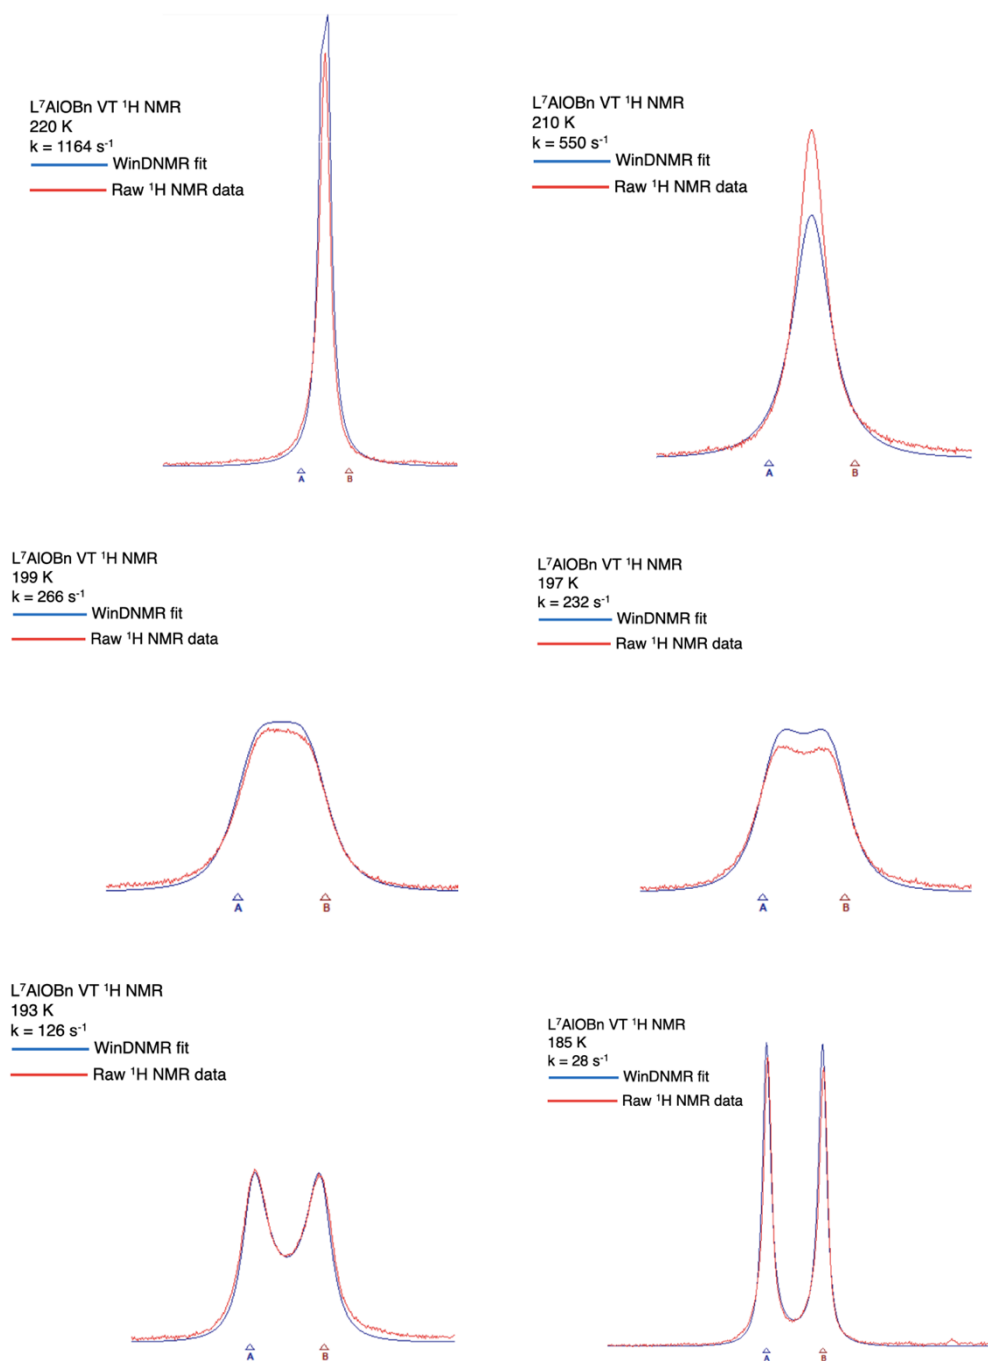 L⁷AlOBn VT ¹H NMR
220 K
k = 1164 s⁻¹
WinDNMR fit
Raw ¹H NMR data
A
B
L⁷AlOBn VT ¹H NMR
210 K
k = 550 s⁻¹
WinDNMR fit
Raw ¹H NMR data
A
B
L⁷AlOBn VT ¹H NMR
199 K
k = 266 s⁻¹
WinDNMR fit
Raw ¹H NMR data
A
B
L⁷AlOBn VT ¹H NMR
197 K
k = 232 s⁻¹
WinDNMR fit
Raw ¹H NMR data
A
B
L⁷AlOBn VT ¹H NMR
193 K
k = 126 s⁻¹
WinDNMR fit
Raw ¹H NMR data
A
B
L⁷AlOBn VT ¹H NMR
185 K
k = 28 s⁻¹
WinDNMR fit
Raw ¹H NMR data
A
B